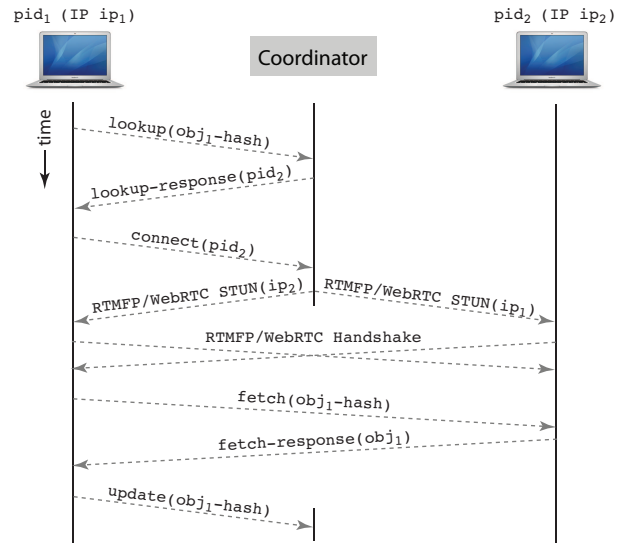 pid₁ (IP ip₁)
pid₂ (IP ip₂)
Coordinator
time
lookup(obj₁-hash)
lookup-response(pid₂)
connect(pid₂)
RTMFP/WebRTC STUN(ip₂)
RTMFP/WebRTC STUN(ip₁)
RTMFP/WebRTC Handshake
fetch(obj₁-hash)
fetch-response(obj₁)
update(obj₁-hash)